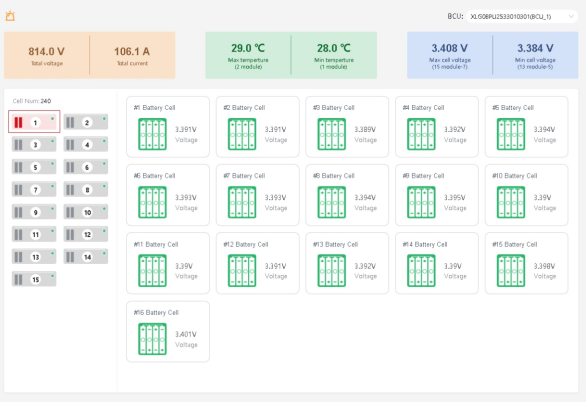 BCU: XLIS08PU2533010301(BCU_1)
814.0 V
Total voltage
106.1 A
Total current
29.0 ℃
Max temperture
(2 module)
28.0 ℃
Min temperture
(1 module)
3.408 V
Max cell voltage
(15 module-7)
3.384 V
Min cell voltage
(13 module-5)
Cell Num: 240
1
2
3
4
5
6
7
8
9
10
11
12
13
14
15
#1 Battery Cell
3.391V
Voltage
#2 Battery Cell
3.391V
Voltage
#3 Battery Cell
3.389V
Voltage
#4 Battery Cell
3.392V
Voltage
#5 Battery Cell
3.394V
Voltage
#6 Battery Cell
3.393V
Voltage
#7 Battery Cell
3.393V
Voltage
#8 Battery Cell
3.394V
Voltage
#9 Battery Cell
3.395V
Voltage
#10 Battery Cell
3.39V
Voltage
#11 Battery Cell
3.39V
Voltage
#12 Battery Cell
3.391V
Voltage
#13 Battery Cell
3.392V
Voltage
#14 Battery Cell
3.39V
Voltage
#15 Battery Cell
3.398V
Voltage
#16 Battery Cell
3.401V
Voltage